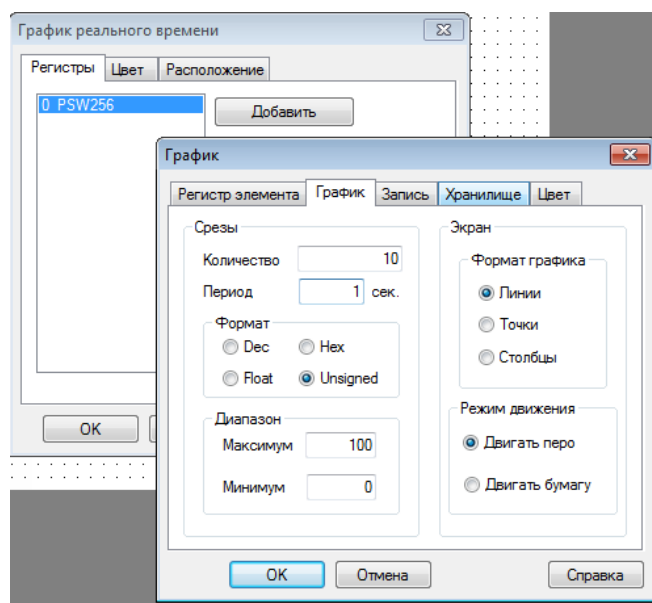 График реального времени
Регистры Цвет Расположение
0 PSW256
Добавить
OK
График
Регистр элемента График Запись Хранилище Цвет
Срезы
Количество 10
Период 1 сек.
Формат
Dec Hex
Float Unsigned
Диапазон
Максимум 100
Минимум 0
Экран
Формат графика
Линии
Точки
Столбцы
Режим движения
Двигать перо
Двигать бумагу
OK Отмена Справка